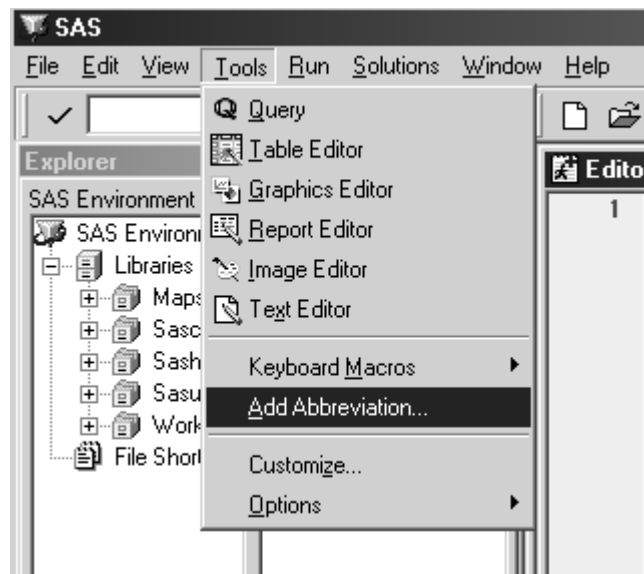 SAS
File Edit View Tools Run Solutions Window Help
Query
Table Editor
Graphics Editor
Report Editor
Image Editor
Text Editor
Keyboard Macros
Add Abbreviation...
Customize...
Options
Explorer
SAS Environment
SAS Environ
Libraries
Maps
Sasc
Sash
Sasu
Work
File Short
Edito
1